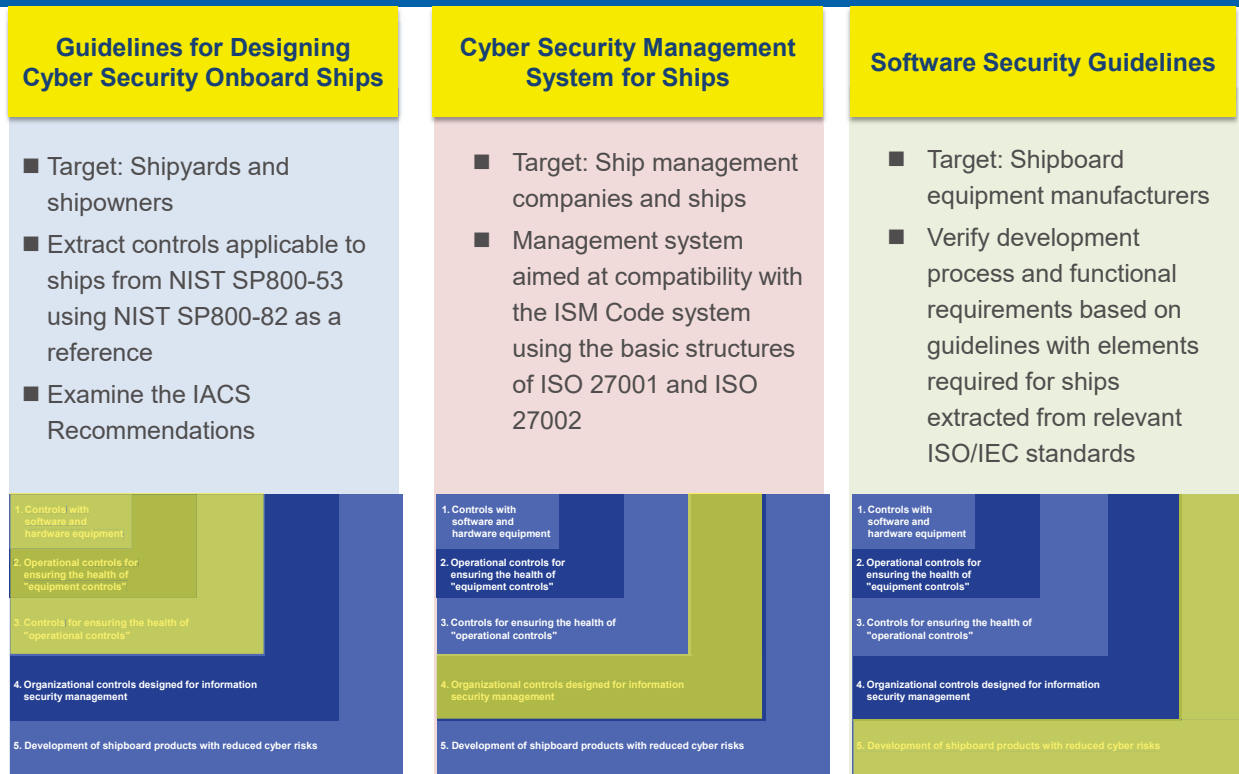 Guidelines for Designing
Cyber Security Onboard Ships
■ Target: Shipyards and
shipowners
■ Extract controls applicable to
ships from NIST SP800-53
using NIST SP800-82 as a
reference
■ Examine the IACS
Recommendations
1. Controls with
software and
hardware equipment
2. Operational controls for
ensuring the health of
"equipment controls"
3. Controls for ensuring the health of
"operational controls"
4. Organizational controls designed for information
security management
5. Development of shipboard products with reduced cyber risks
Cyber Security Management
System for Ships
■ Target: Ship management
companies and ships
■ Management system
aimed at compatibility with
the ISM Code system
using the basic structures
of ISO 27001 and ISO
27002
1. Controls with
software and
hardware equipment
2. Operational controls for
ensuring the health of
"equipment controls"
3. Controls for ensuring the health of
"operational controls"
4. Organizational controls designed for information
security management
5. Development of shipboard products with reduced cyber risks
Software Security Guidelines
■ Target: Shipboard
equipment manufacturers
■ Verify development
process and functional
requirements based on
guidelines with elements
required for ships
extracted from relevant
ISO/IEC standards
1. Controls with
software and
hardware equipment
2. Operational controls for
ensuring the health of
"equipment controls"
3. Controls for ensuring the health of
"operational controls"
4. Organizational controls designed for information
security management
5. Development of shipboard products with reduced cyber risks